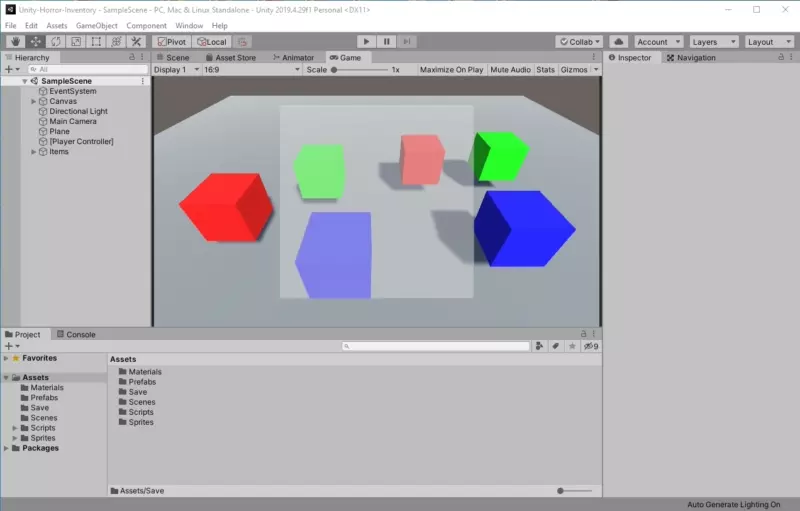 Unity-Horror-Inventory - SampleScene - PC, Mac & Linux Standalone - Unity 2019.4.29f1 Personal <DX11>
File Edit Assets GameObject Component Window Help
Pivot Local Collab Account Layers Layout
Hierarchy Scene Asset Store Animator Game Inspector Navigation
All Display 1 16:9 Scale 1x Maximize On Play Mute Audio Stats Gizmos
SampleScene
EventSystem
Canvas
Directional Light
Main Camera
Plane
[Player Controller]
Items
Project Console
9
Favorites
Assets
Materials
Prefabs
Save
Scenes
Scripts
Sprites
Packages
Assets
Materials
Prefabs
Save
Scenes
Scripts
Sprites
Assets/Save
Auto Generate Lighting On